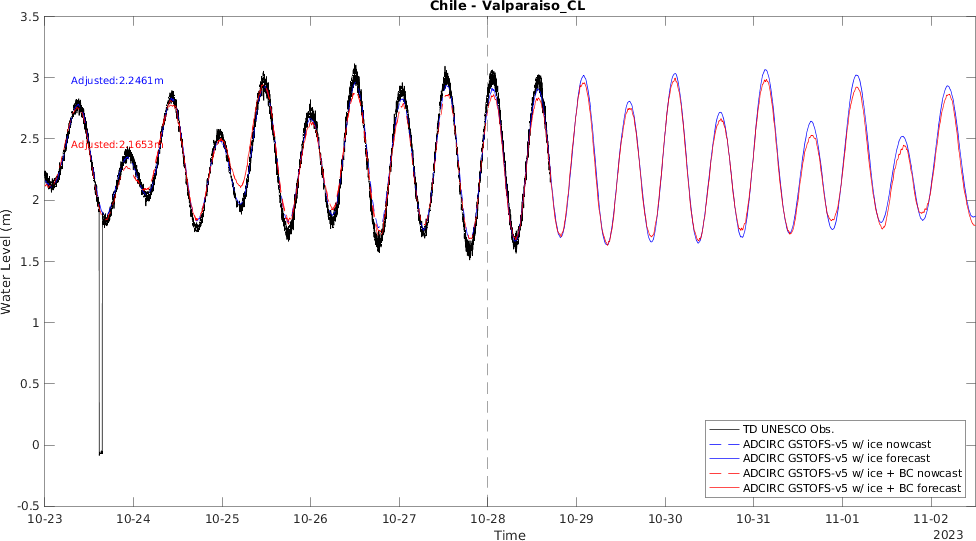 Chile - Valparaiso_CL
3.5
3
2.5
2
1.5
1
0.5
0
-0.5
Water Level (m)
Adjusted:2.2461m
Adjusted:2.1653m
TD UNESCO Obs.
ADCIRC GSTOFS-v5 w/ ice nowcast
ADCIRC GSTOFS-v5 w/ ice forecast
ADCIRC GSTOFS-v5 w/ ice + BC nowcast
ADCIRC GSTOFS-v5 w/ ice + BC forecast
10-23 10-24 10-25 10-26 10-27 10-28 10-29 10-30 10-31 11-01 11-02
Time
2023